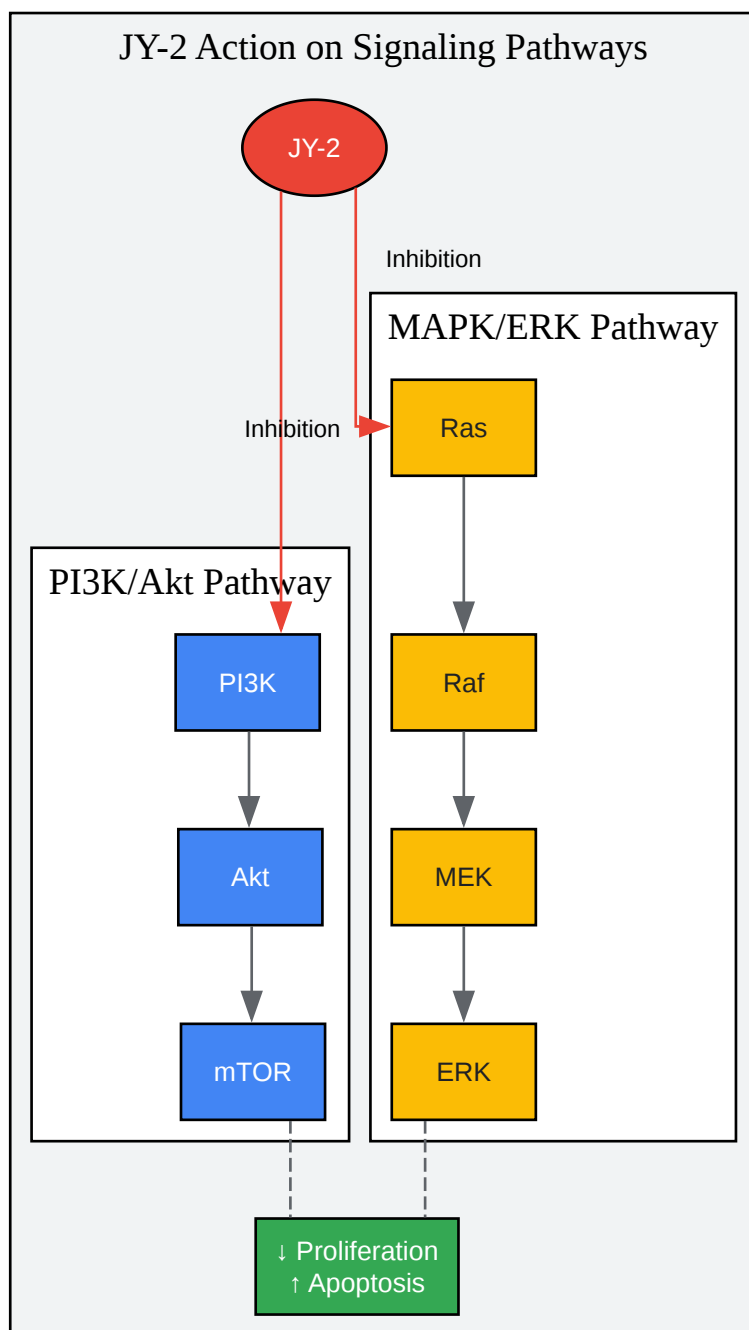 JY-2 Action on Signaling Pathways
JY-2
Inhibition
MAPK/ERK Pathway
Ras
Inhibition
PI3K/Akt Pathway
PI3K
Raf
Akt
MEK
mTOR
ERK
↓ Proliferation
↑ Apoptosis